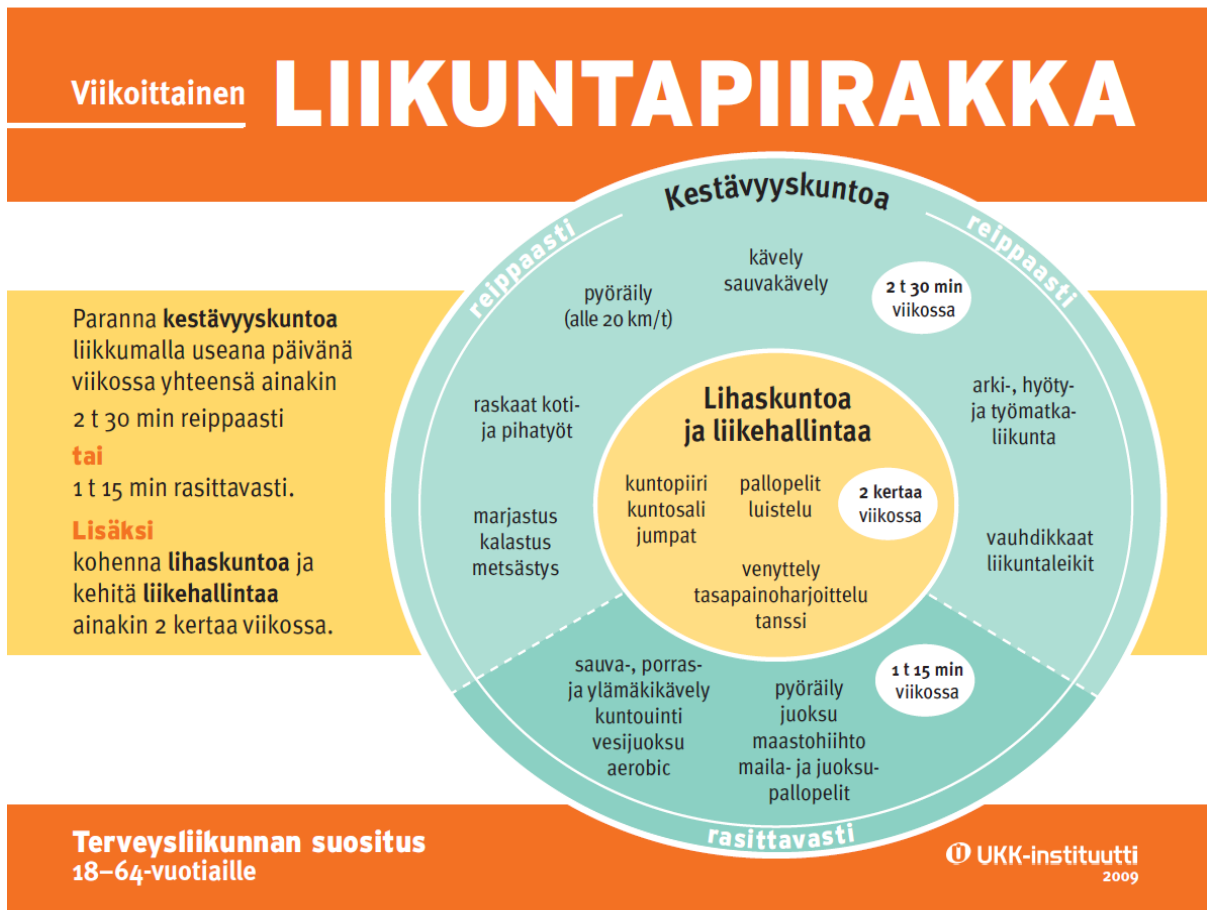 Viikoittainen LIIKUNTAPIIRAKKA
Paranna kestävyyskuntoa
liikkumalla useana päivänä
viikossa yhteensä ainakin
2 t 30 min reippaasti
tai
1 t 15 min rasittavasti.
Lisäksi
kohenna lihaskuntoa ja
kehitä liikehallintaa
ainakin 2 kertaa viikossa.
Kestävyyskuntoa
reippaasti
reippaasti
kävely
sauvakävely
2 t 30 min
viikossa
pyöräily
(alle 20 km/t)
raskaat koti-
ja pihatyöt
marjastus
kalastus
metsästys
arki-, hyöty-
ja työmatka-
liikunta
vauhdikkaat
liikuntaleikit
Lihaskuntoa
ja liikehallintaa
kuntopiiri
kuntosali
jumpat
pallopelit
luistelu
2 kertaa
viikossa
venyttely
tasapainoharjoittelu
tanssi
sauva-, porras-
ja ylämäkikävely
kuntouinti
vesijuoksu
aerobic
pyöräily
juoksu
maastohiihto
maila- ja juoksu-
pallopelit
1 t 15 min
viikossa
rasittavasti
Terveysliikunnan suositus
18–64-vuotiaille
UKK-instituutti
2009